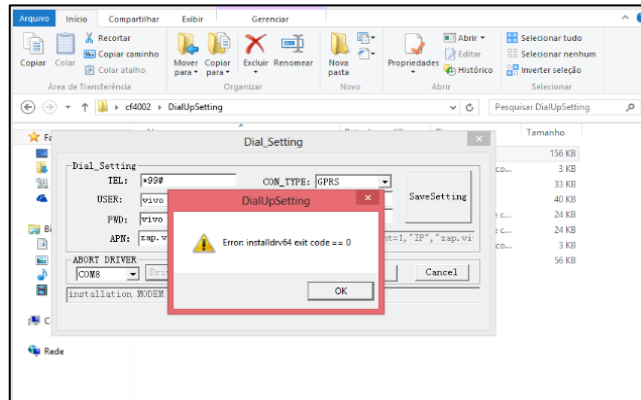 Arquivo Início Compartilhar Exibir Gerenciar
Copiar Colar
Recortar
Copiar caminho
Colar atalho
Mover para Copiar para Excluir Renomear
Nova pasta
Propriedades
Abrir
Editar
Histórico
Selecionar tudo
Selecionar nenhum
Inverter seleção
Área de Transferência Organizar Novo Abrir Selecionar
cf4002 DialUpSetting Pesquisar DialUpSetting
Tamanho
156 KB
3 KB
33 KB
40 KB
24 KB
24 KB
3 KB
56 KB
Rede
Dial_Setting
Dial_Setting
TEL: *99# CON_TYPE: GPRS
USER: vivo
PWD: vivo
APN:
SaveSetting
ABORT DRIVER
COM8 Cancel
installation MODEM
DialUpSetting
Error: installdrv64 exit code == 0
OK